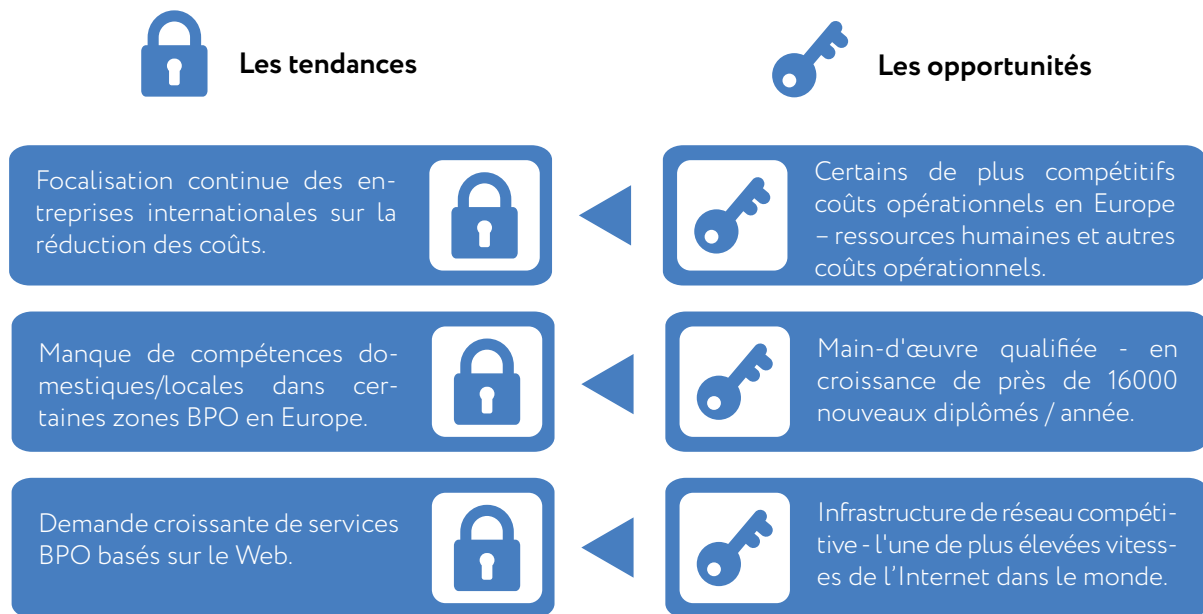 Les tendances
Les opportunités
Focalisation continue des en-
treprises internationales sur la
réduction des coûts.
Certains de plus compétitifs
coûts opérationnels en Europe
– ressources humaines et autres
coûts opérationnels.
Manque de compétences do-
mestiques/locales dans cer-
taines zones BPO en Europe.
Main-d'œuvre qualifiée - en
croissance de près de 16000
nouveaux diplômés / année.
Demande croissante de services
BPO basés sur le Web.
Infrastructure de réseau compéti-
tive - l'une de plus élevées vitess-
es de l’Internet dans le monde.